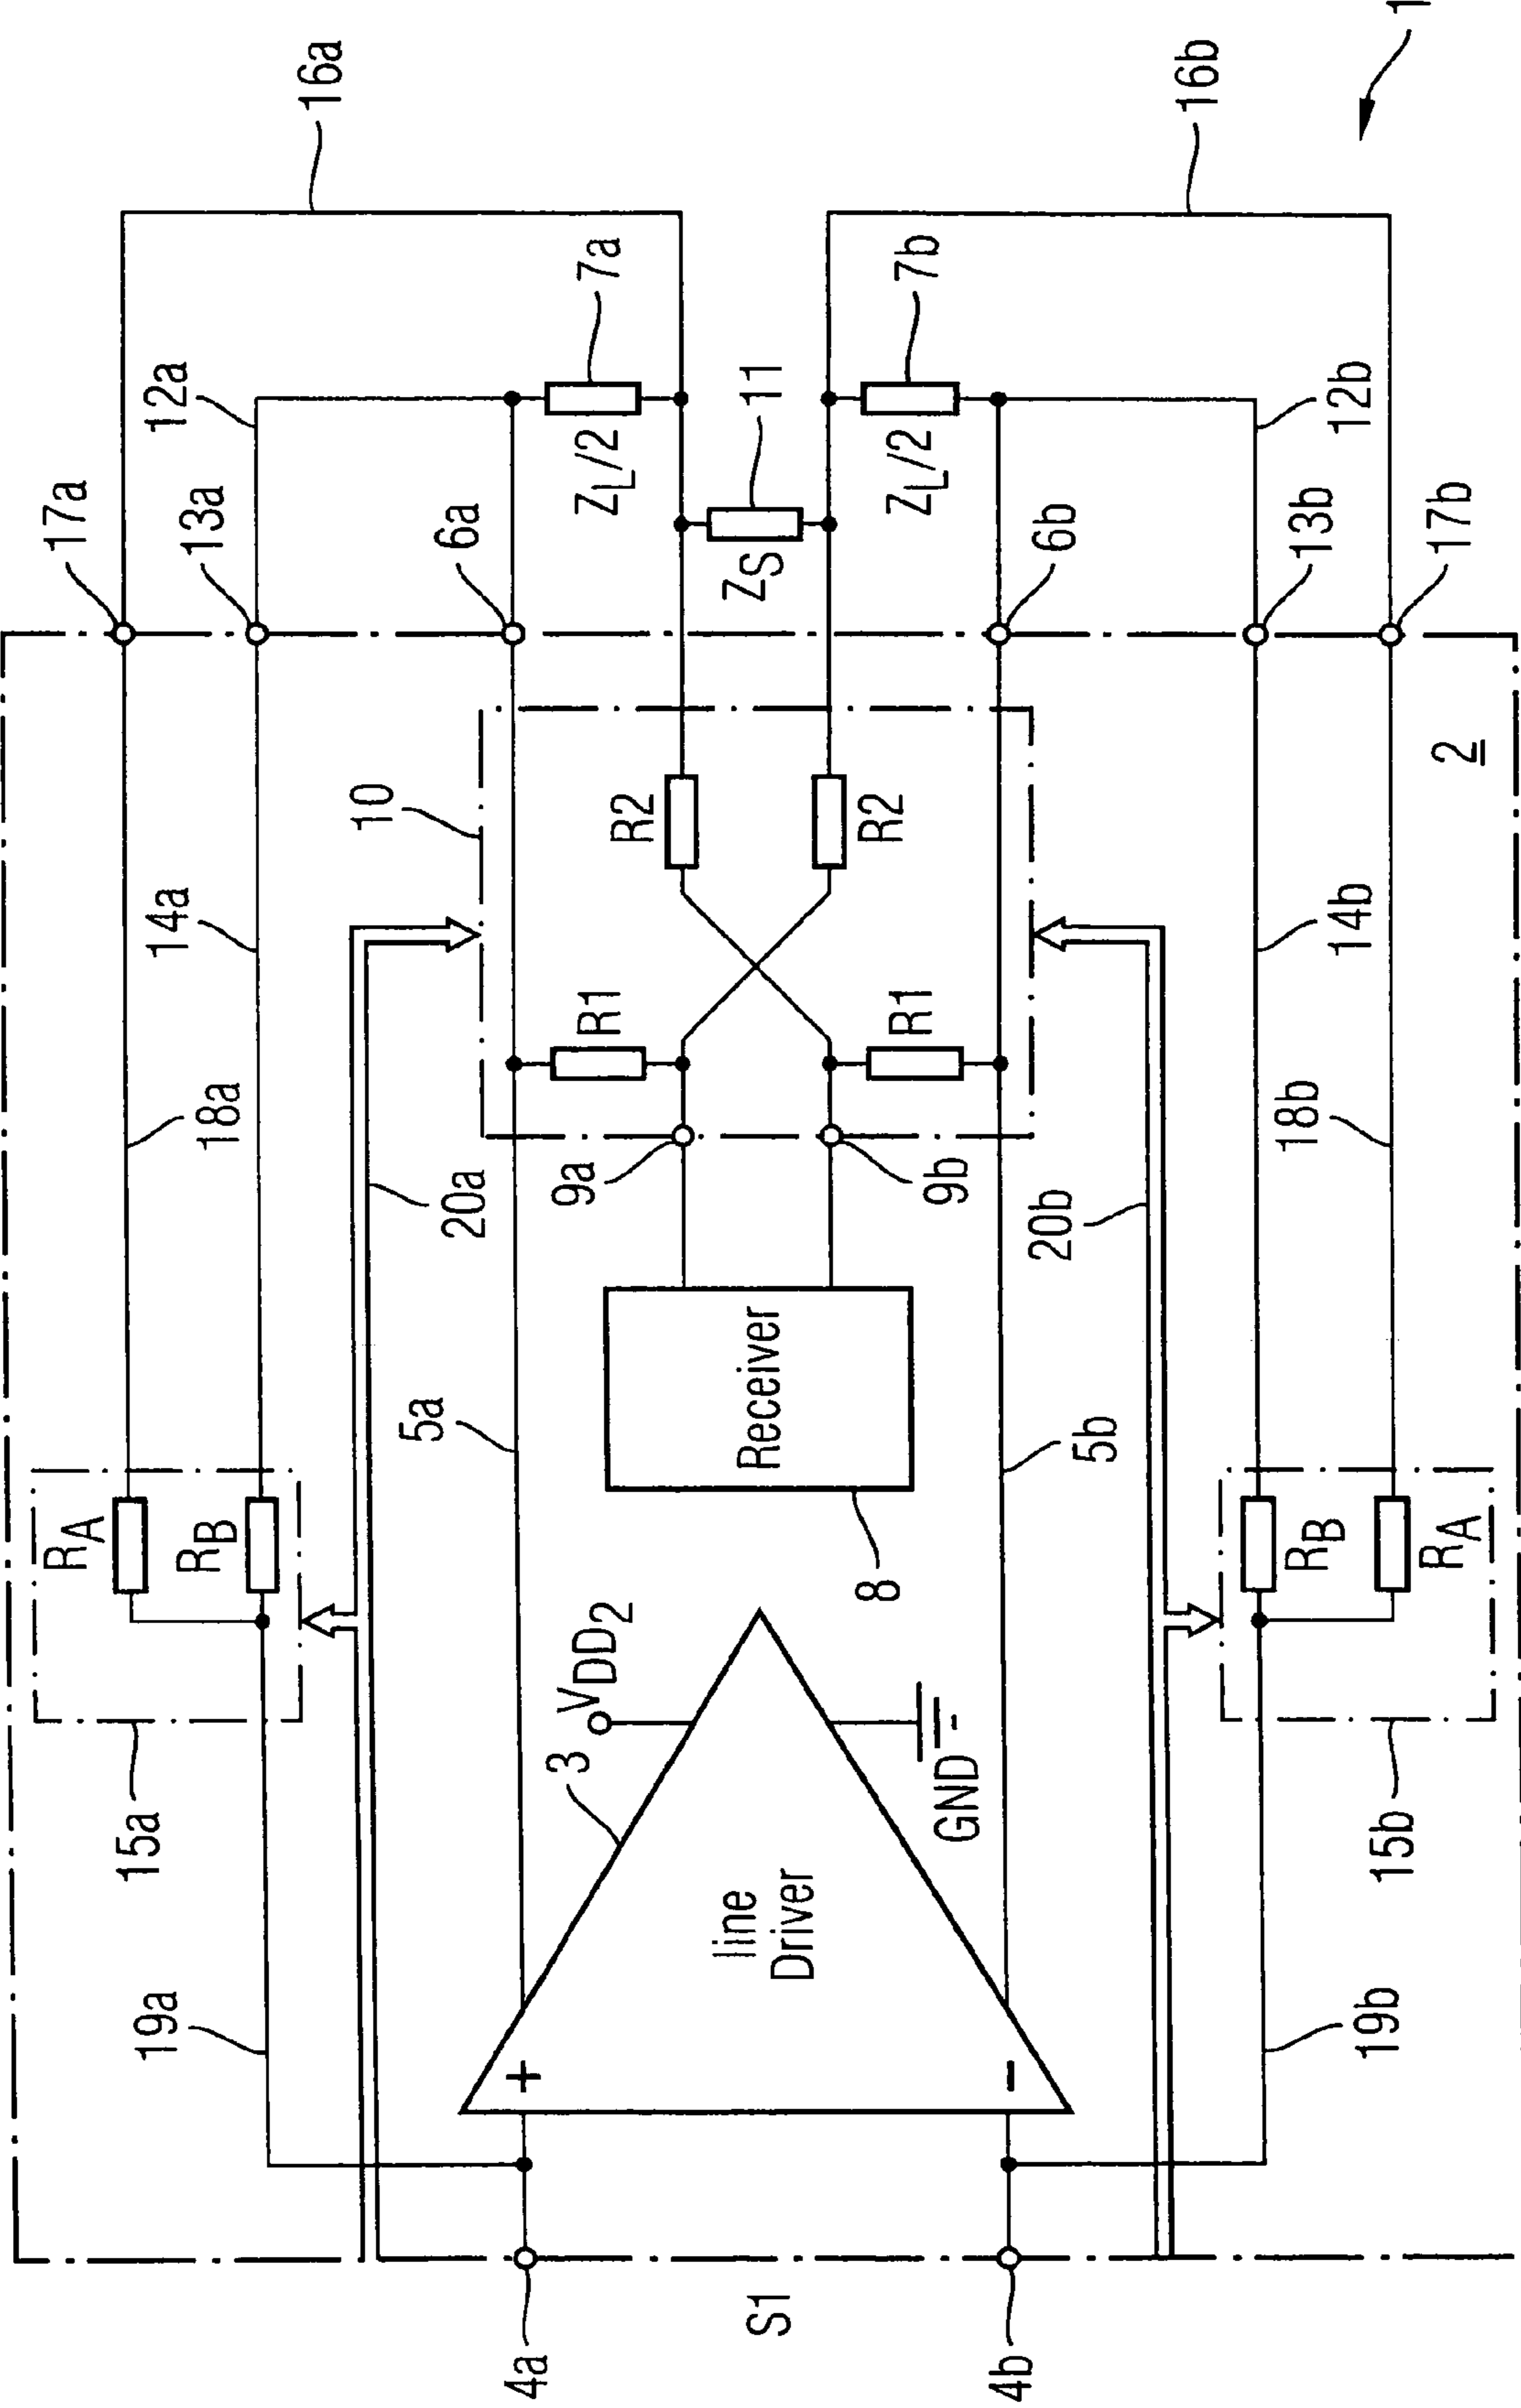 1
16a
16b
7a
7b
12a
11
12b
Z_L/2
Z_L/2
17a
13a
6a
Z_S
6b
13b
17b
2
10
R2
R2
14a
14b
R1
R1
18a
18b
20a
9a
9b
20b
5a
Receiver
5b
R_A
R_B
8
R_B
R_A
V_DD2
3
GND
15a
15b
line
Driver
19a
19b
+
-
4a
S1
4b